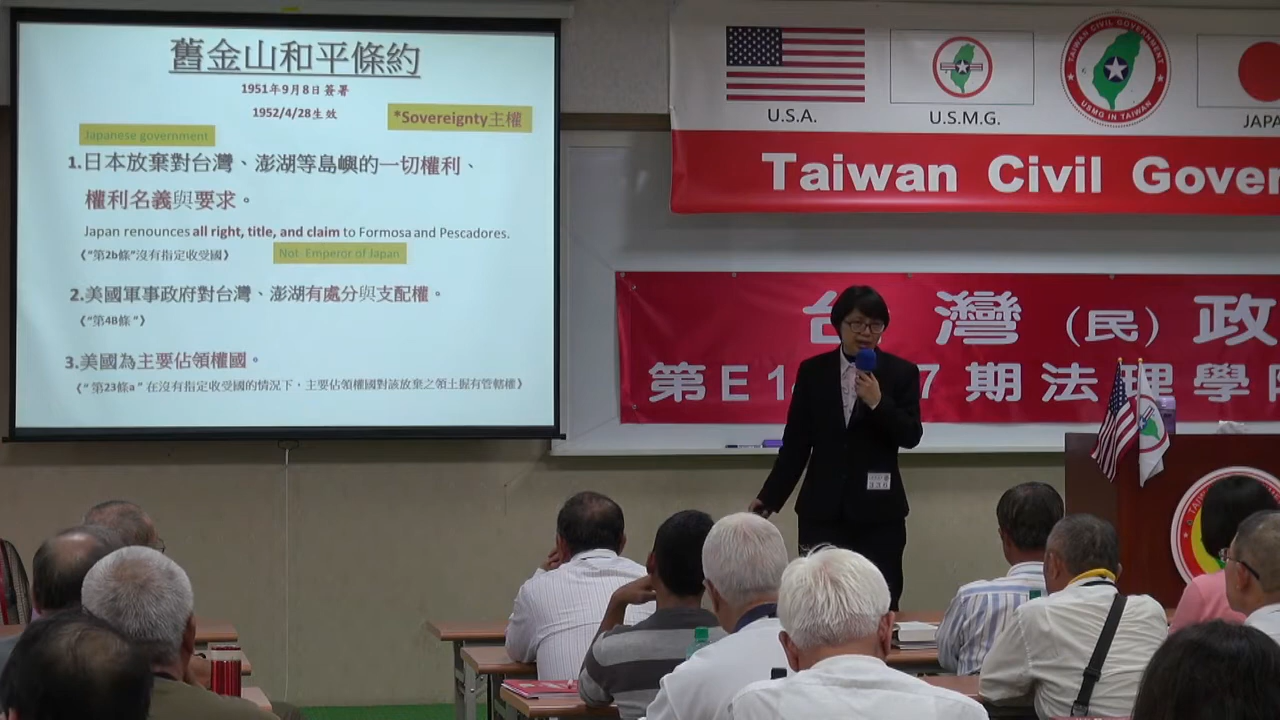 舊金山和平條約
1951年9月8日簽署
1952/4/28生效
*Sovereignty主權
Japanese government
1.日本放棄對台灣、澎湖等島嶼的一切權利、
權利名義與要求。
Japan renounces all right, title, and claim to Formosa and Pescadores.
《"第2b條"沒有指定收受國》
Not Emperor of Japan
2.美國軍事政府對台灣、澎湖有處分與支配權。
《"第4B條"》
3.美國為主要佔領權國。
《"第23條a" 在沒有指定收受國的情況下，主要佔領權國對該放棄之領土握有管轄權》
U.S.A.
U.S.M.G.
TAIWAN CIVIL GOVERNMENT
USMG IN TAIWAN
JAPA
Taiwan Civil Gover
台灣（民）政
第E1 7期法理學